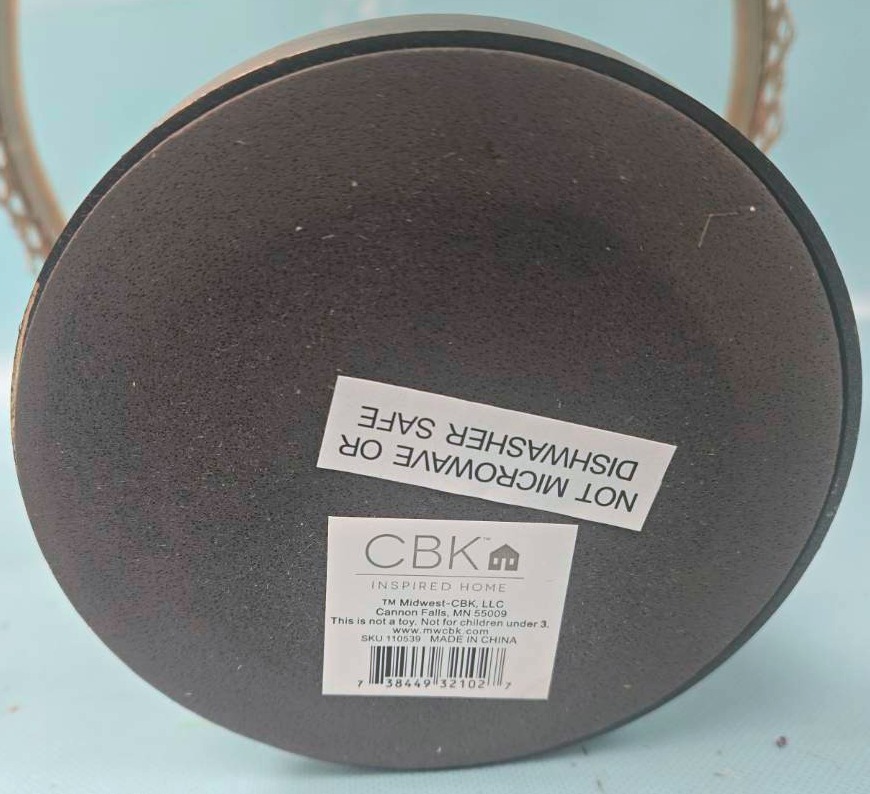 NOT MICROWAVE OR
DISHWASHER SAFE
CBK™
INSPIRED HOME
TM Midwest-CBK, LLC
Cannon Falls, MN 55009
This is not a toy. Not for children under 3.
www.mwcbk.com
SKU 110539 MADE IN CHINA
7 38449 32102 7